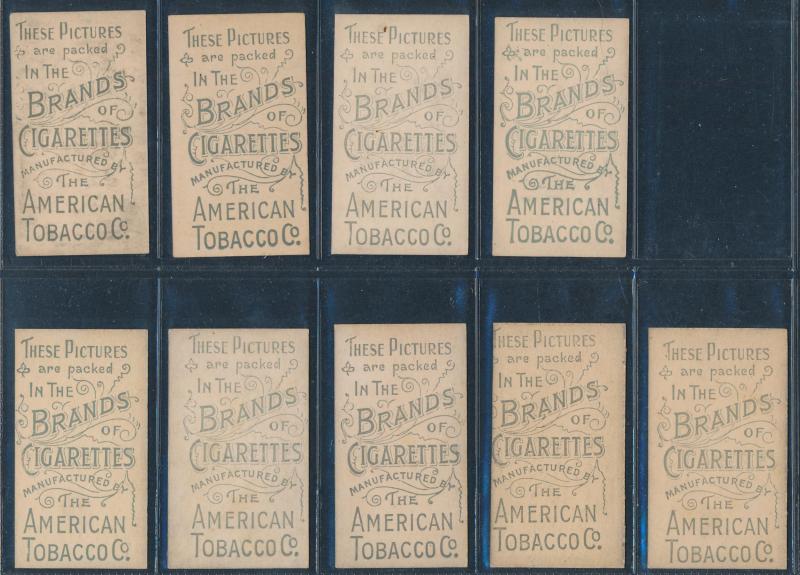 THESE PICTURES
are packed
IN THE
BRANDS
OF
CIGARETTES
MANUFACTURED BY
THE
AMERICAN
TOBACCO Co.
THESE PICTURES
are packed
IN THE
BRANDS
OF
CIGARETTES
MANUFACTURED BY
THE
AMERICAN
TOBACCO Co.
THESE PICTURES
are packed
IN THE
BRANDS
OF
CIGARETTES
MANUFACTURED BY
THE
AMERICAN
TOBACCO Co.
THESE PICTURES
are packed
IN THE
BRANDS
OF
CIGARETTES
MANUFACTURED BY
THE
AMERICAN
TOBACCO Co.
THESE PICTURES
are packed
IN THE
BRANDS
OF
CIGARETTES
MANUFACTURED BY
THE
AMERICAN
TOBACCO Co.
THESE PICTURES
are packed
IN THE
BRANDS
OF
CIGARETTES
MANUFACTURED BY
THE
AMERICAN
TOBACCO Co.
THESE PICTURES
are packed
IN THE
BRANDS
OF
CIGARETTES
MANUFACTURED BY
THE
AMERICAN
TOBACCO Co.
THESE PICTURES
are packed
IN THE
BRANDS
OF
CIGARETTES
MANUFACTURED BY
THE
AMERICAN
TOBACCO Co.
THESE PICTURES
are packed
IN THE
BRANDS
OF
CIGARETTES
MANUFACTURED BY
THE
AMERICAN
TOBACCO Co.